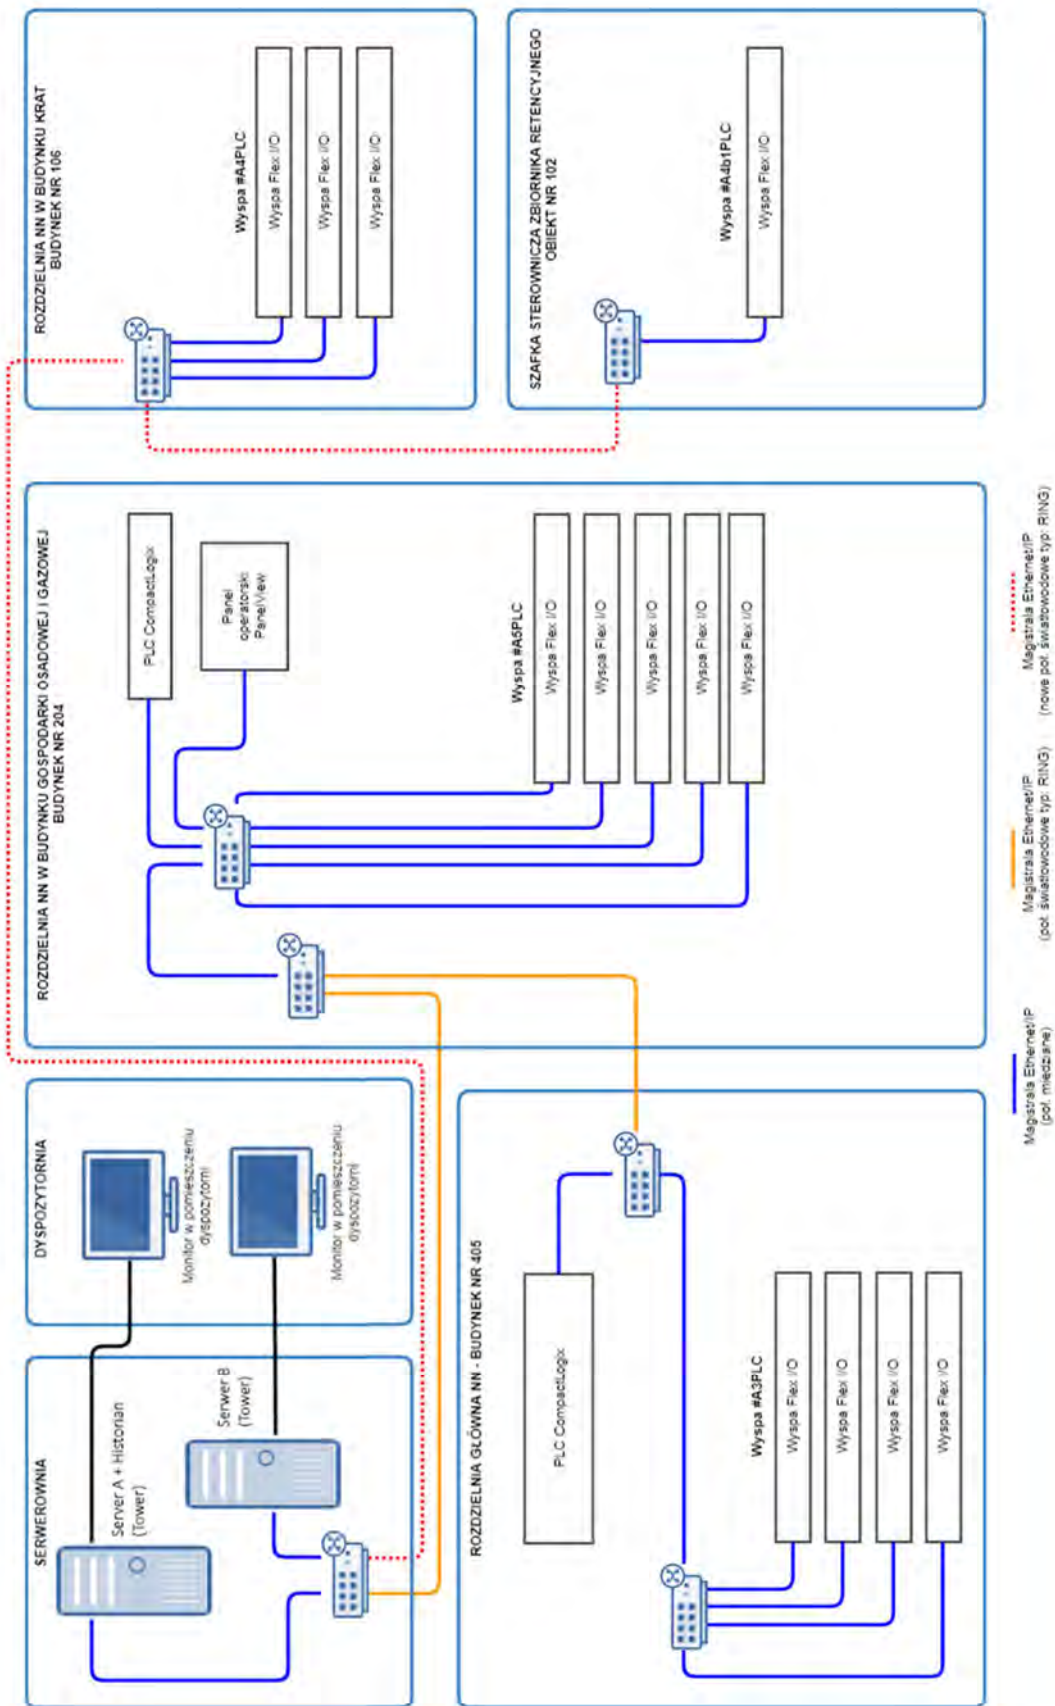 SERWEROWNIA
Server A + Historian
(Tower)
Serwer B
(Tower)
DYSPOZYTORNIA
Monitor w pomieszczeniu
dyspozytorni
Monitor w pomieszczeniu
dyspozytorni
ROZDZIELNIA NN W BUDYNKU GOSPODARKI OSADOWEJ I GAZOWEJ
BUDYNEK NR 204
PLC CompactLogix
Panel
operatorski
PanelView
Wyspa #A5PLC
Wyspa Flex I/O
Wyspa Flex I/O
Wyspa Flex I/O
Wyspa Flex I/O
Wyspa Flex I/O
ROZDZIELNIA NN W BUDYNKU KRAT
BUDYNEK NR 106
Wyspa #A4PLC
Wyspa Flex I/O
Wyspa Flex I/O
Wyspa Flex I/O
ROZDZIELNIA GŁÓWNA NN - BUDYNEK NR 405
PLC CompactLogix
Wyspa #A3PLC
Wyspa Flex I/O
Wyspa Flex I/O
Wyspa Flex I/O
Wyspa Flex I/O
SZAFKA STEROWNICZA ZBIORNIKA RETENCYJNEGO
OBIEKT NR 102
Wyspa #A4b1PLC
Wyspa Flex I/O
Magistrala Ethernet/IP
(poł. miedziane)
Magistrala Ethernet/IP
(poł. światłowodowe typ: RING)
Magistrala Ethernet/IP
(nowe poł. światłowodowe typ: RING)